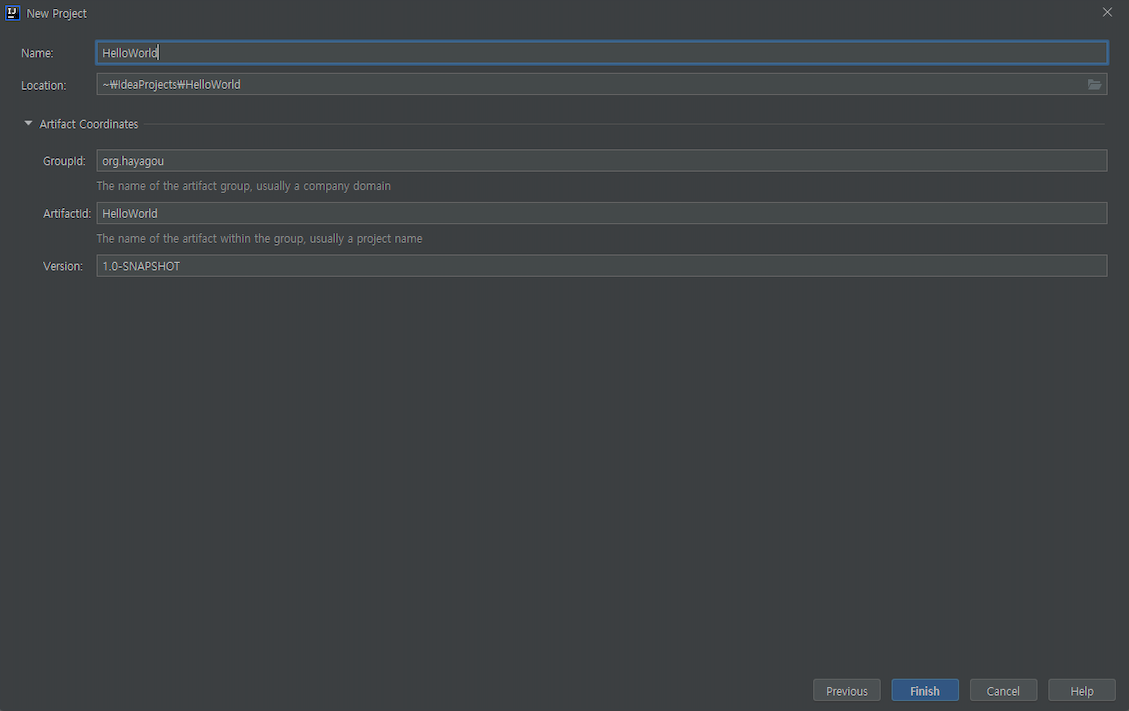 IJ
New Project
Name: HelloWorld
Location: ~₩IdeaProjects₩HelloWorld
Artifact Coordinates
GroupId: org.hayagou
The name of the artifact group, usually a company domain
ArtifactId: HelloWorld
The name of the artifact within the group, usually a project name
Version: 1.0-SNAPSHOT
Previous Finish Cancel Help